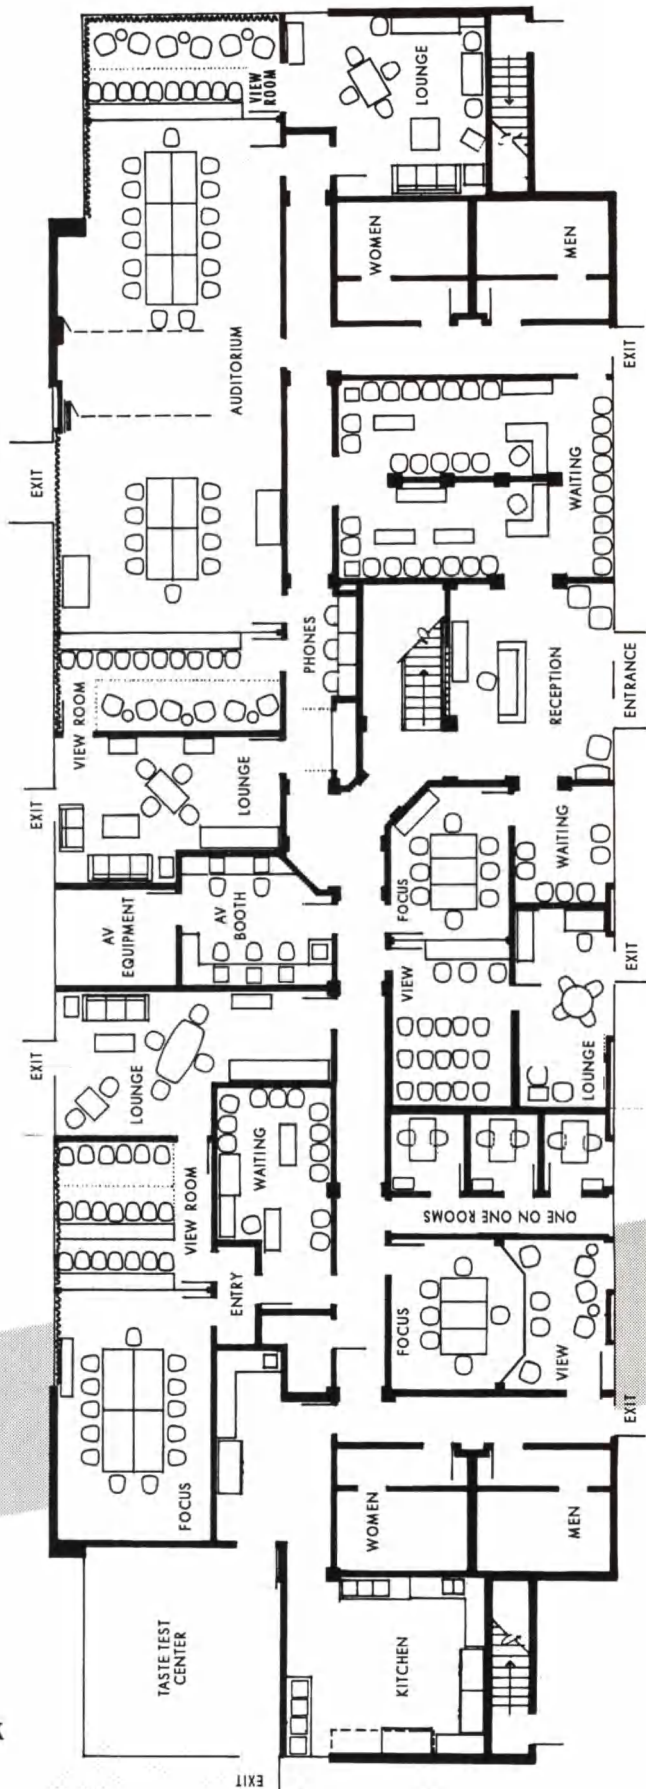 TASTE TEST
CENTER
EXIT
KITCHEN
FOCUS
WOMEN
MEN
ENTRY
VIEW ROOM
WAITING
LOUNGE
EXIT
FOCUS
VIEW
EXIT
ONE ON ONE ROOMS
AV
EQUIPMENT
AV
BOOTH
VIEW
FOCUS
LOUNGE
WAITING
EXIT
EXIT
VIEW ROOM
LOUNGE
PHONES
RECEPTION
ENTRANCE
EXIT
AUDITORIUM
WAITING
EXIT
WOMEN
MEN
VIEW
ROOM
LOUNGE